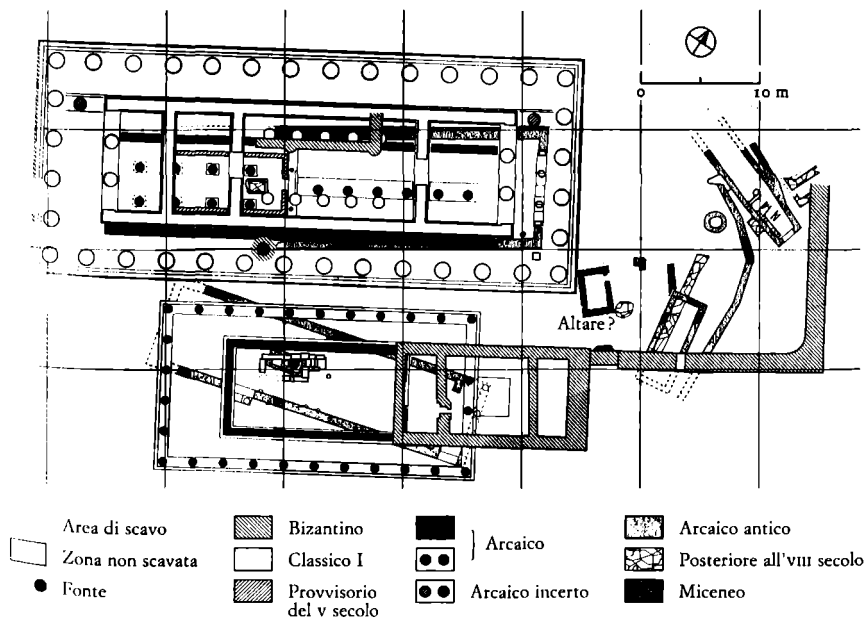 0
10 m
Altare?
Area di scavo
Zona non scavata
Fonte
Bizantino
Classico I
Provvisorio
del V secolo
Arcaico
Arcaico incerto
Arcaico antico
Posteriore all'VIII secolo
Miceneo